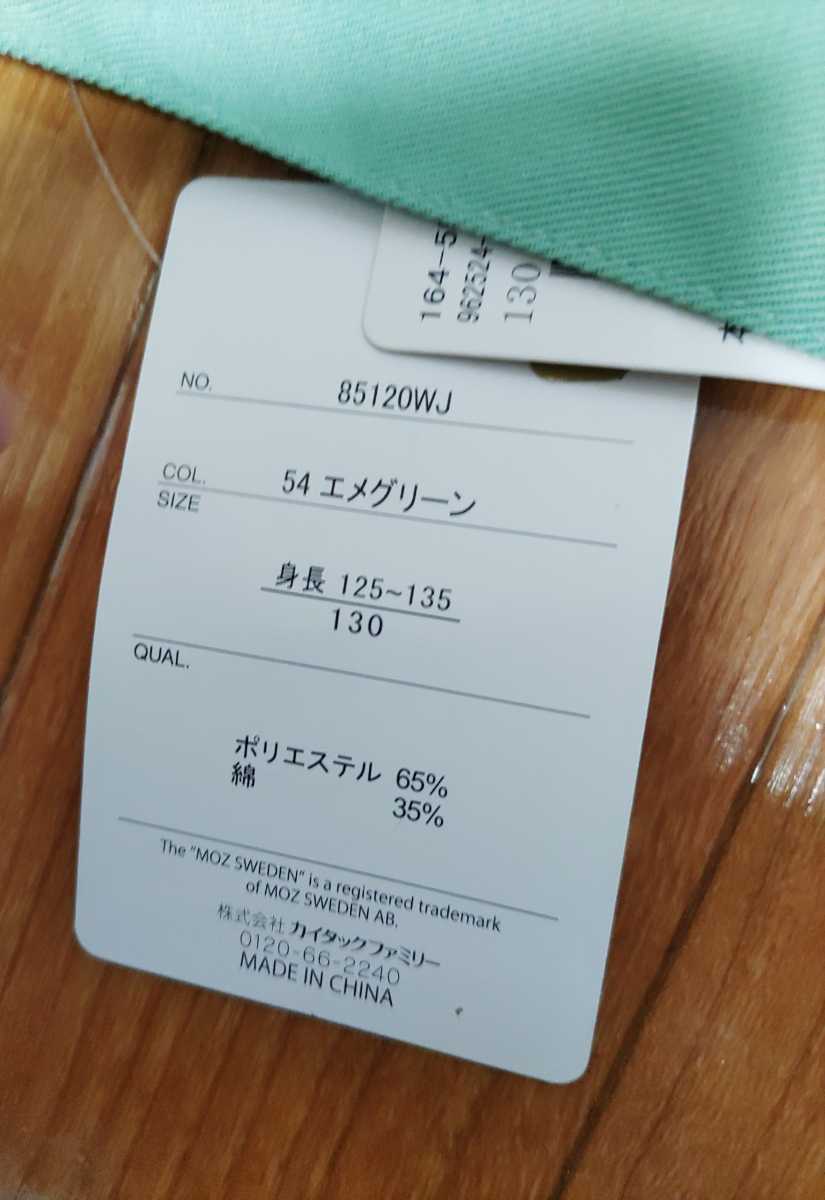 164-5
962524-
130
NO. 85120WJ
COL. 54 エメグリーン
SIZE
身長 125~135
130
QUAL.
ポリエステル 65%
綿 35%
The "MOZ SWEDEN" is a registered trademark
of MOZ SWEDEN AB.
株式会社 カイタックファミリー
0120-66-2240
MADE IN CHINA